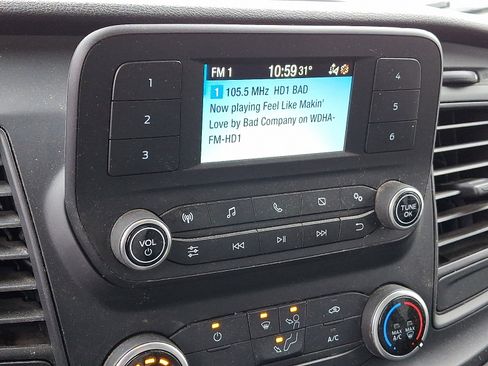 FM 1 10:59 31°
1 105.5 MHz HD1 BAD
Now playing Feel Like Makin'
Love by Bad Company on WDHA-
FM-HD1
1
2
3
4
5
6
VOL
TUNE
OK
A/C
MAX
A/C
MAX